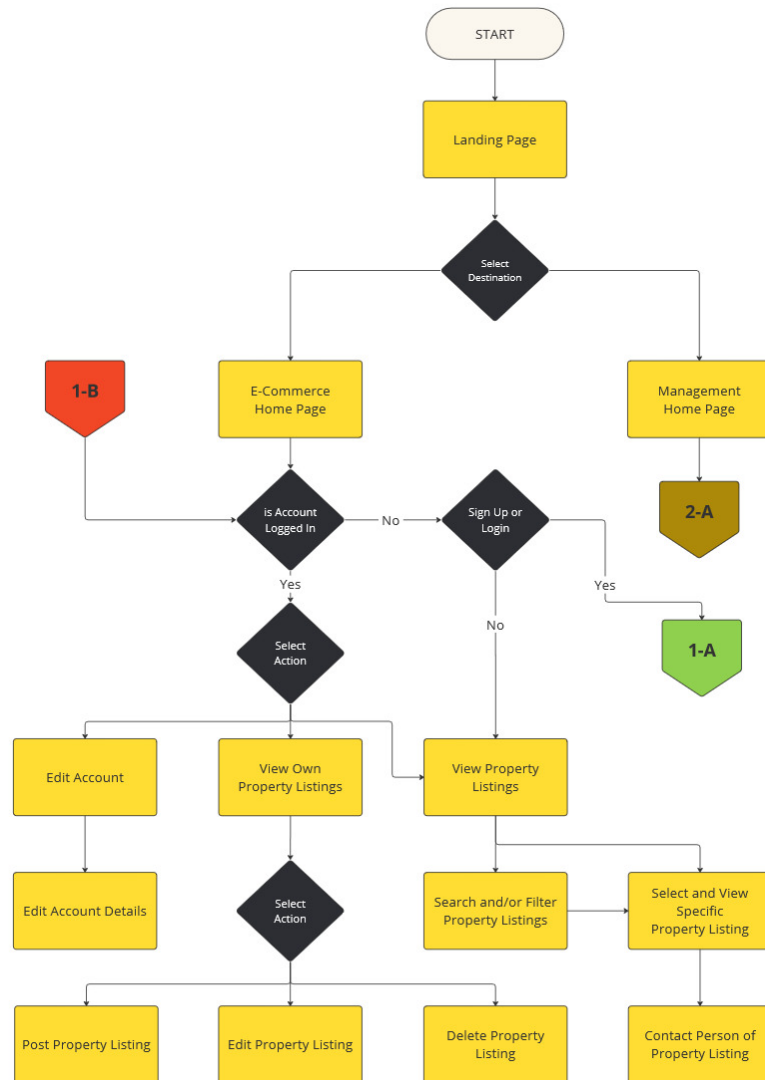 START
Landing Page
Select
Destination
1-B
E-Commerce
Home Page
Management
Home Page
is Account
Logged In
No
Sign Up or
Login
2-A
Yes
Yes
No
Select
Action
1-A
Edit Account
View Own
Property Listings
View Property
Listings
Edit Account Details
Select
Action
Search and/or Filter
Property Listings
Select and View
Specific
Property Listing
Post Property Listing
Edit Property Listing
Delete Property
Listing
Contact Person of
Property Listing